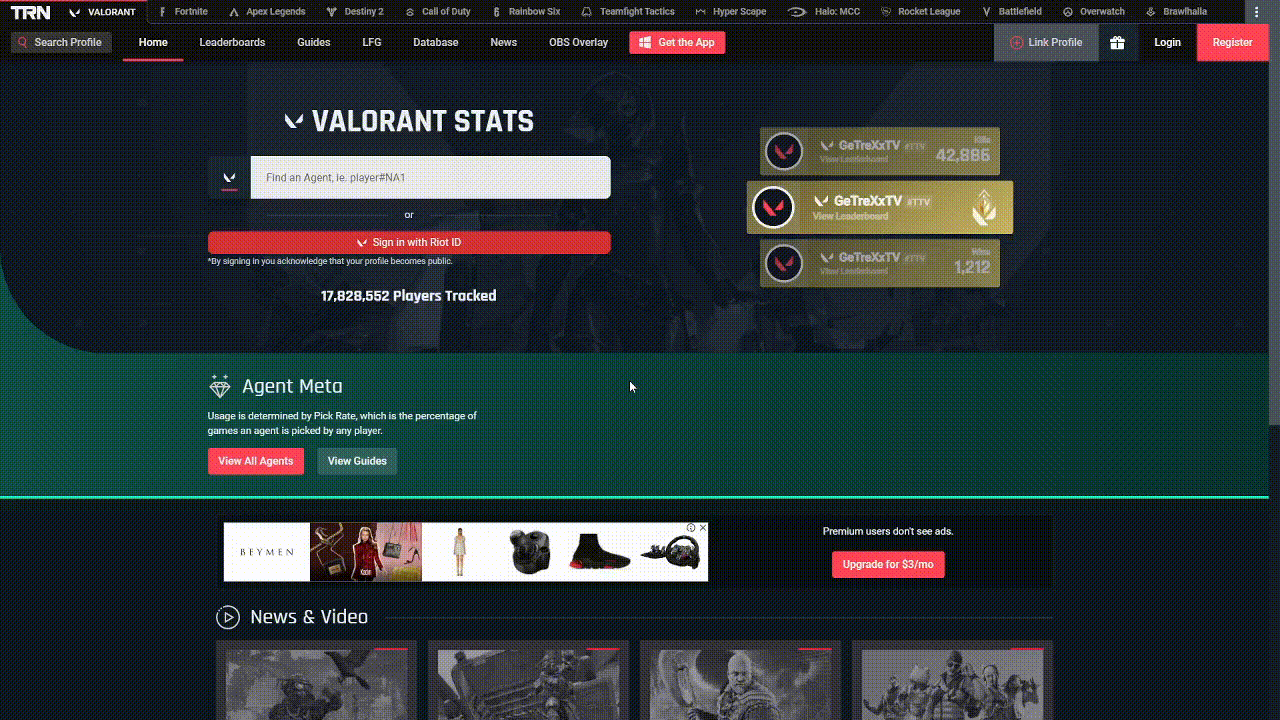 TRN VALORANT Fortnite Apex Legends Destiny 2 Call of Duty Rainbow Six Teamfight Tactics Hyper Scape Halo: MCC Rocket League Battlefield Overwatch Brawlhalla
Search Profile Home Leaderboards Guides LFG Database News OBS Overlay Get the App Link Profile Login Register
VALORANT STATS
Find an Agent, ie. player#NA1
or
Sign in with Riot ID
*By signing in you acknowledge that your profile becomes public.
17,828,552 Players Tracked
GeTreXxTV #TTV Kills
View Leaderboard 42,886
GeTreXxTV #TTV
View Leaderboard
GeTreXxTV #TTV Wins
View Leaderboard 1,212
Agent Meta
Usage is determined by Pick Rate, which is the percentage of
games an agent is picked by any player.
View All Agents View Guides
BEYMEN
Premium users don't see ads.
Upgrade for $3/mo
News & Video